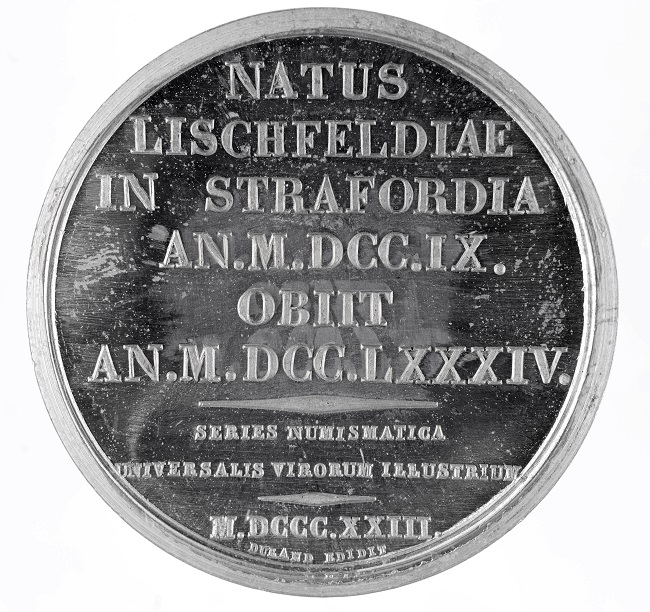 NATUS
LISCHFELDIAE
IN STRAFORDIA
AN.M.DCC.IX.
OBIIT
AN.M.DCC.LXXXIV.
SERIES NUMISMATICA
UNIVERSALIS VIRORUM ILLUSTRIUM
M.DCCC.XXIII.
DURAND EDIDIT